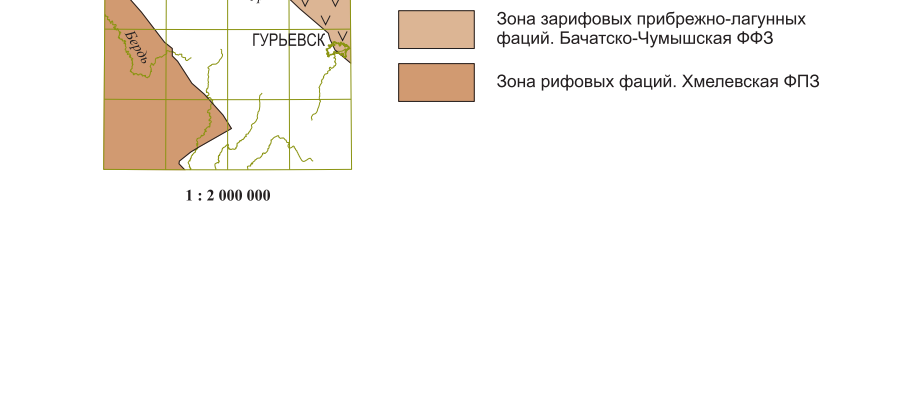 Зона зарифовых прибрежно-лагунных
фаций. Бачатско-Чумышская ФФЗ
ГУРЬЕВСК
Бердь
Зона рифовых фаций. Хмелевская ФПЗ
1 : 2 000 000